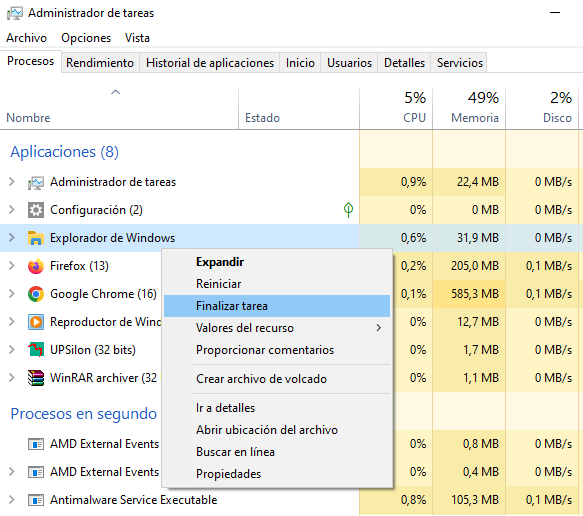 Administrador de tareas
Archivo Opciones Vista
Procesos Rendimiento Historial de aplicaciones Inicio Usuarios Detalles Servicios
5% 49% 2%
Nombre Estado CPU Memoria Disco
Aplicaciones (8)
Administrador de tareas 0,9% 22,4 MB 0 MB/s
Configuración (2) 0% 0 MB 0 MB/s
Explorador de Windows 0,6% 31,9 MB 0 MB/s
Firefox (13) 0,2% 205,0 MB 0,1 MB/s
Google Chrome (16) 0,1% 585,3 MB 0,1 MB/s
Reproductor de Wind 0% 12,7 MB 0 MB/s
UPSilon (32 bits) 0% 1,7 MB 0 MB/s
WinRAR archiver (32 0% 1,1 MB 0 MB/s
Expandir
Reiniciar
Finalizar tarea
Valores del recurso
Proporcionar comentarios
Crear archivo de volcado
Ir a detalles
Abrir ubicación del archivo
Buscar en línea
Propiedades
Procesos en segundo
AMD External Events 0% 0,8 MB 0 MB/s
AMD External Events 0% 0,4 MB 0 MB/s
Antimalware Service Executable 0,8% 105,3 MB 0 MB/s